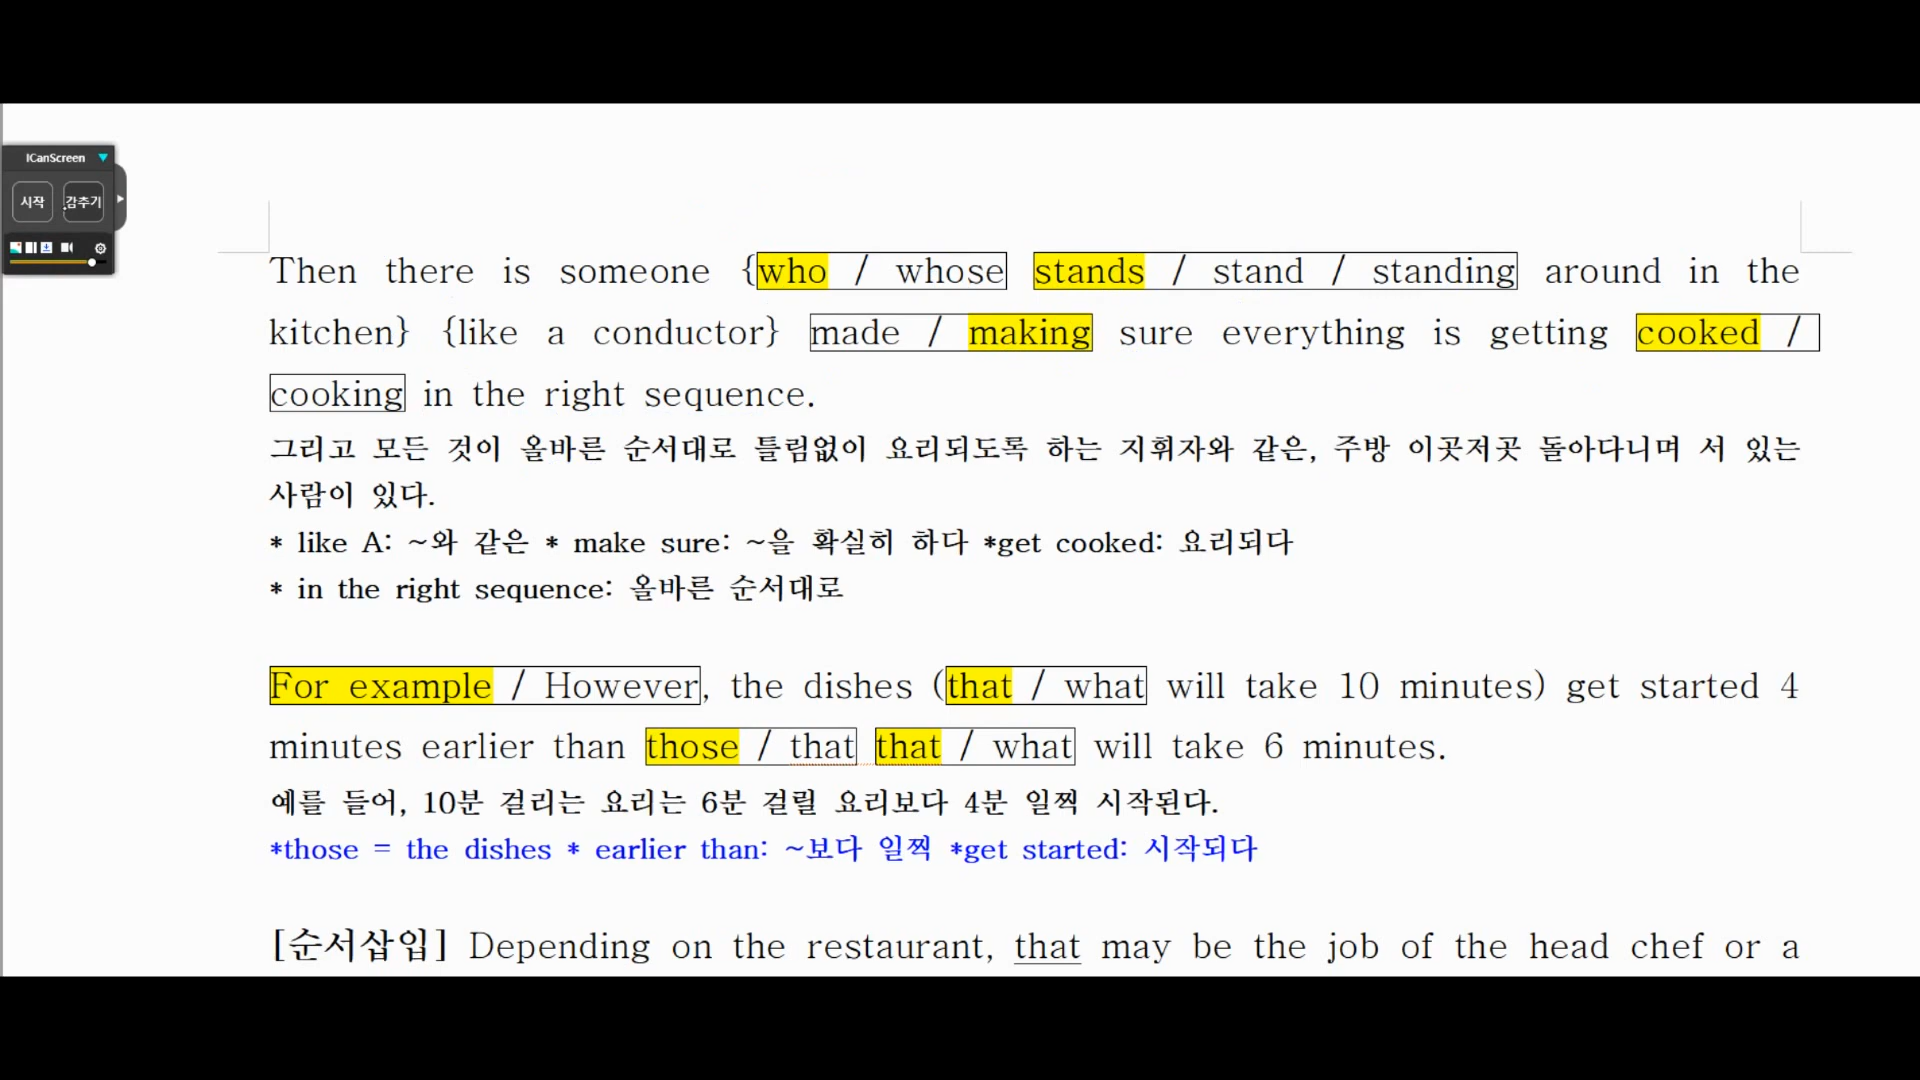 ICanScreen
시작 감추기
Then there is someone {who / whose stands / stand / standing around in the
kitchen} {like a conductor} made / making sure everything is getting cooked /
cooking in the right sequence.
그리고 모든 것이 올바른 순서대로 틀림없이 요리되도록 하는 지휘자와 같은, 주방 이곳저곳 돌아다니며 서 있는
사람이 있다.
* like A: ~와 같은 * make sure: ~을 확실히 하다 *get cooked: 요리되다
* in the right sequence: 올바른 순서대로
For example / However, the dishes (that / what will take 10 minutes) get started 4
minutes earlier than those / that that / what will take 6 minutes.
예를 들어, 10분 걸리는 요리는 6분 걸릴 요리보다 4분 일찍 시작된다.
*those = the dishes * earlier than: ~보다 일찍 *get started: 시작되다
[순서삽입] Depending on the restaurant, that may be the job of the head chef or a